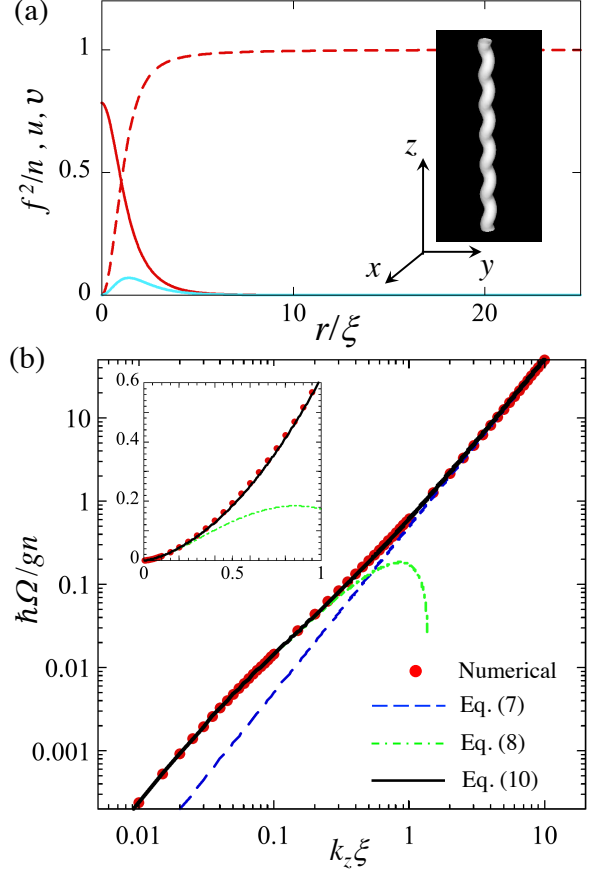 (a)
f²/n , u, v
1
0.5
0
0
10
20
r/ξ
z
x
y
(b)
ħΩ/gn
10
1
0.1
0.01
0.001
0.6
0.4
0.2
0
0
0.5
1
Numerical
Eq. (7)
Eq. (8)
Eq. (10)
0.01
0.1
1
10
k_zξ